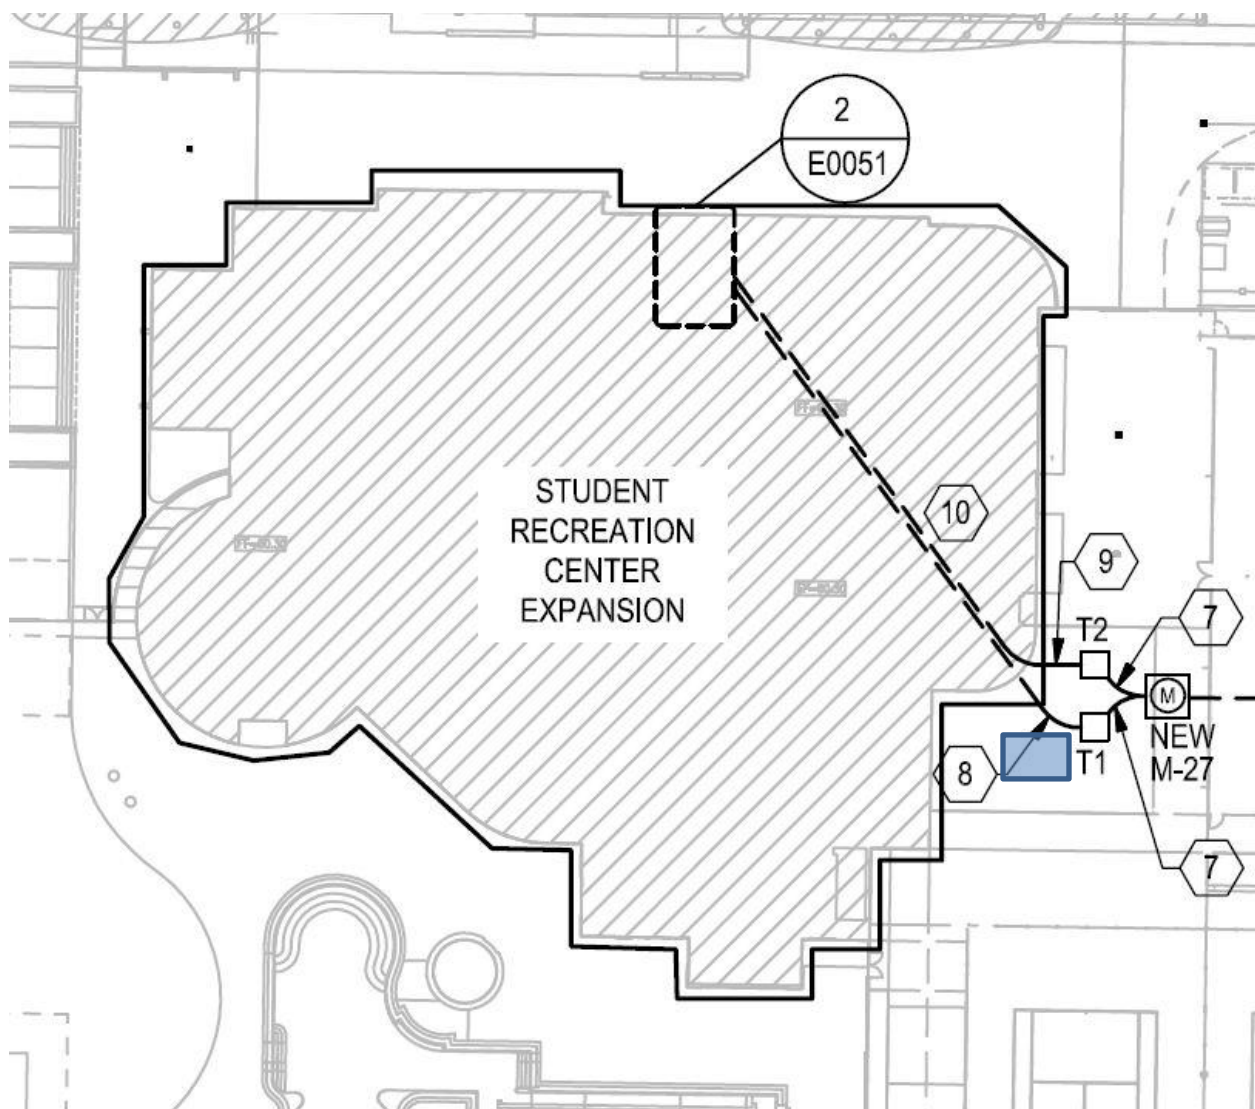 2
E0051
STUDENT
RECREATION
CENTER
EXPANSION
10
9
7
T2
M
NEW
M-27
T1
8
7